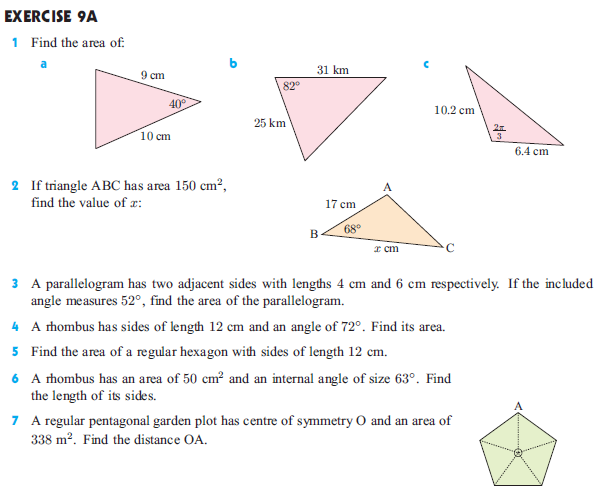 EXERCISE 9A
1 Find the area of:
a b c
9 cm
40°
10 cm
31 km
82°
25 km
10.2 cm
2π/3
6.4 cm
2 If triangle ABC has area 150 cm²,
find the value of x:
A
17 cm
68°
B
x cm
C
3 A parallelogram has two adjacent sides with lengths 4 cm and 6 cm respectively. If the included
angle measures 52°, find the area of the parallelogram.
4 A rhombus has sides of length 12 cm and an angle of 72°. Find its area.
5 Find the area of a regular hexagon with sides of length 12 cm.
6 A rhombus has an area of 50 cm² and an internal angle of size 63°. Find
the length of its sides.
7 A regular pentagonal garden plot has centre of symmetry O and an area of
338 m². Find the distance OA.
A